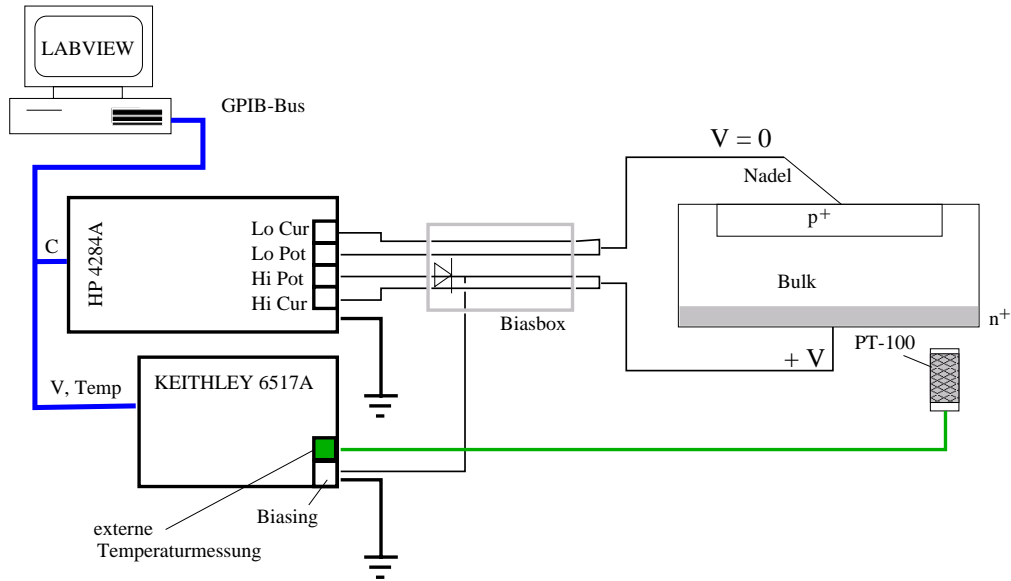 LABVIEW
GPIB-Bus
V = 0
Nadel
p+
Lo Cur
Lo Pot
Hi Pot
Hi Cur
C
HP 4284A
Bulk
Biasbox
n+
+ V
PT-100
V, Temp
KEITHLEY 6517A
Biasing
externe
Temperaturmessung